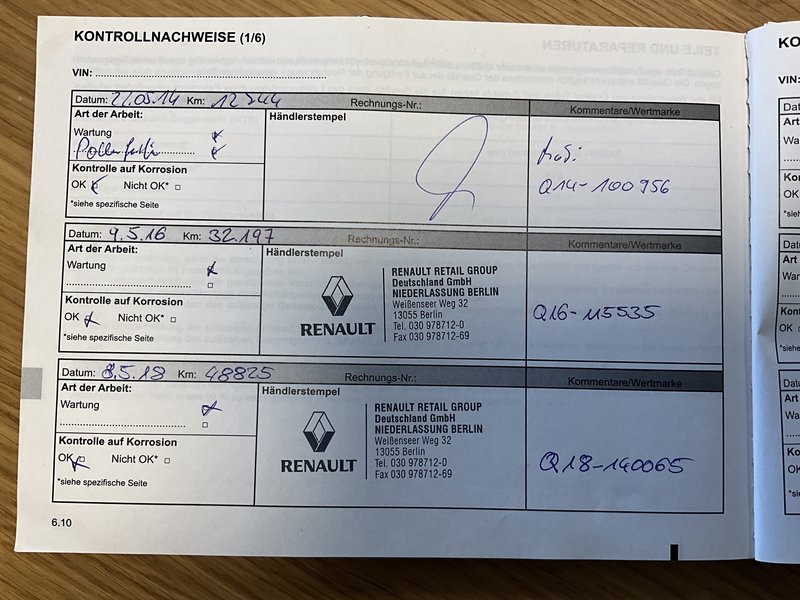 KONTROLLNACHWEISE (1/6)
VIN:
Datum: 27.05.14 Km: 12744 Rechnungs-Nr.: Kommentare/Wertmarke
Art der Arbeit: Händlerstempel
Wartung
Kontrolle auf Korrosion
Q14-100956
OK Nicht OK*
*siehe spezifische Seite
Datum: 9.5.16 Km: 32.197 Rechnungs-Nr.: Kommentare/Wertmarke
Art der Arbeit: Händlerstempel
Wartung
Kontrolle auf Korrosion
OK Nicht OK*
*siehe spezifische Seite
RENAULT
RENAULT RETAIL GROUP
Deutschland GmbH
NIEDERLASSUNG BERLIN
Weißenseer Weg 32
13055 Berlin
Tel. 030 978712-0
Fax 030 978712-69
Q16-115535
Datum: 8.5.18 Km: 48825 Rechnungs-Nr.: Kommentare/Wertmarke
Art der Arbeit: Händlerstempel
Wartung
Kontrolle auf Korrosion
OK Nicht OK*
*siehe spezifische Seite
RENAULT
RENAULT RETAIL GROUP
Deutschland GmbH
NIEDERLASSUNG BERLIN
Weißenseer Weg 32
13055 Berlin
Tel. 030 978712-0
Fax 030 978712-69
Q18-140065
6.10